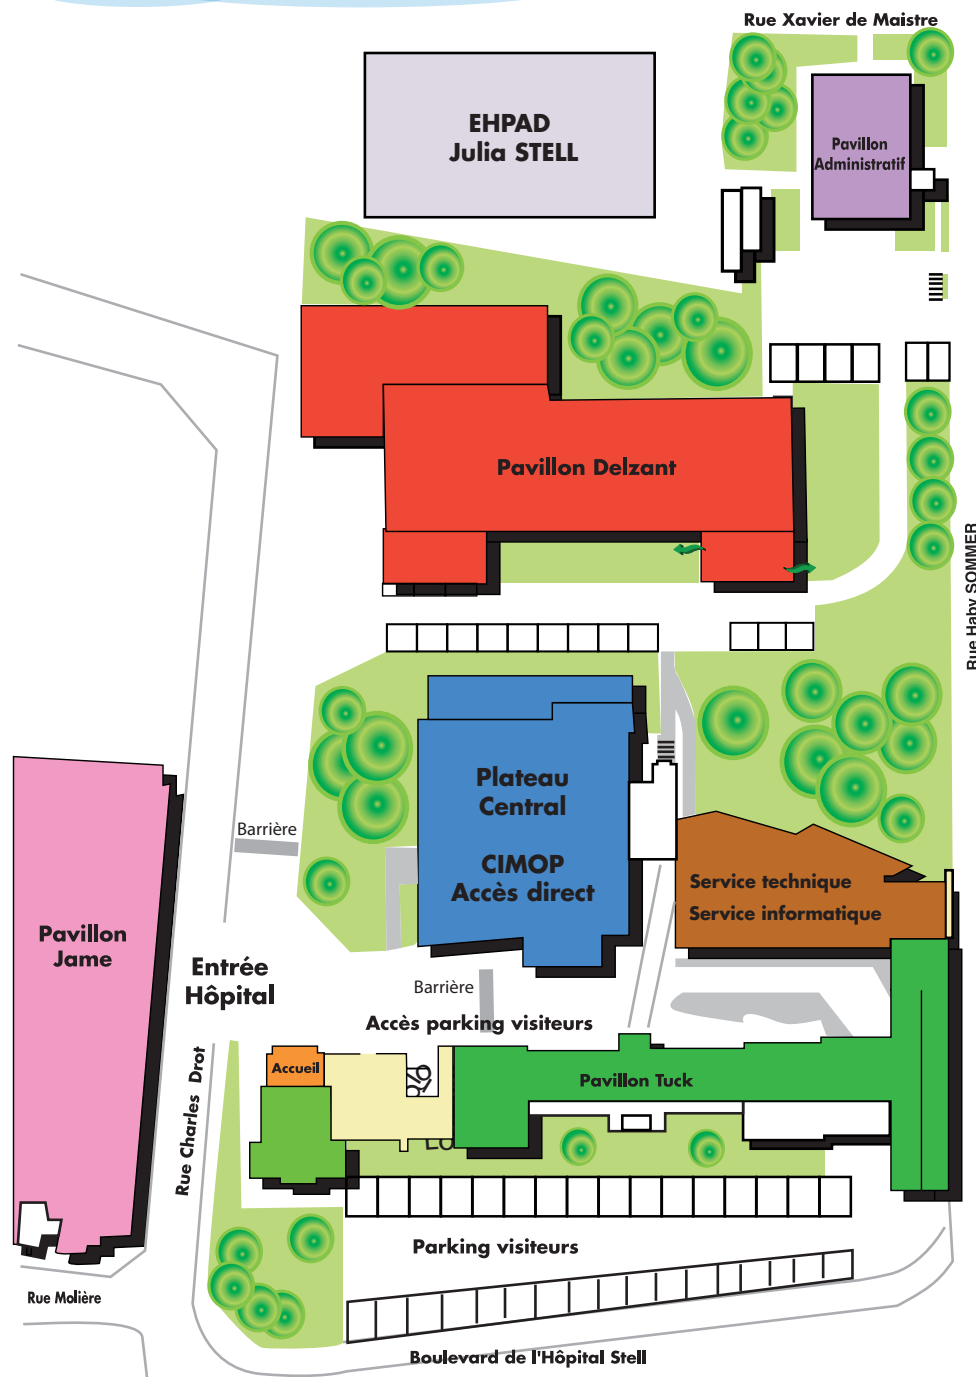 Rue Xavier de Maistre
EHPAD
Julia STELL
Pavillon
Administratif
Pavillon Delzant
Rue Haby SOMMER
Plateau
Central
CIMOP
Accès direct
Barrière
Service technique
Service informatique
Pavillon
Jame
Entrée
Hôpital
Barrière
Accès parking visiteurs
Accueil
Pavillon Tuck
Rue Charles Drot
Parking visiteurs
Rue Molière
Boulevard de l'Hôpital Stell